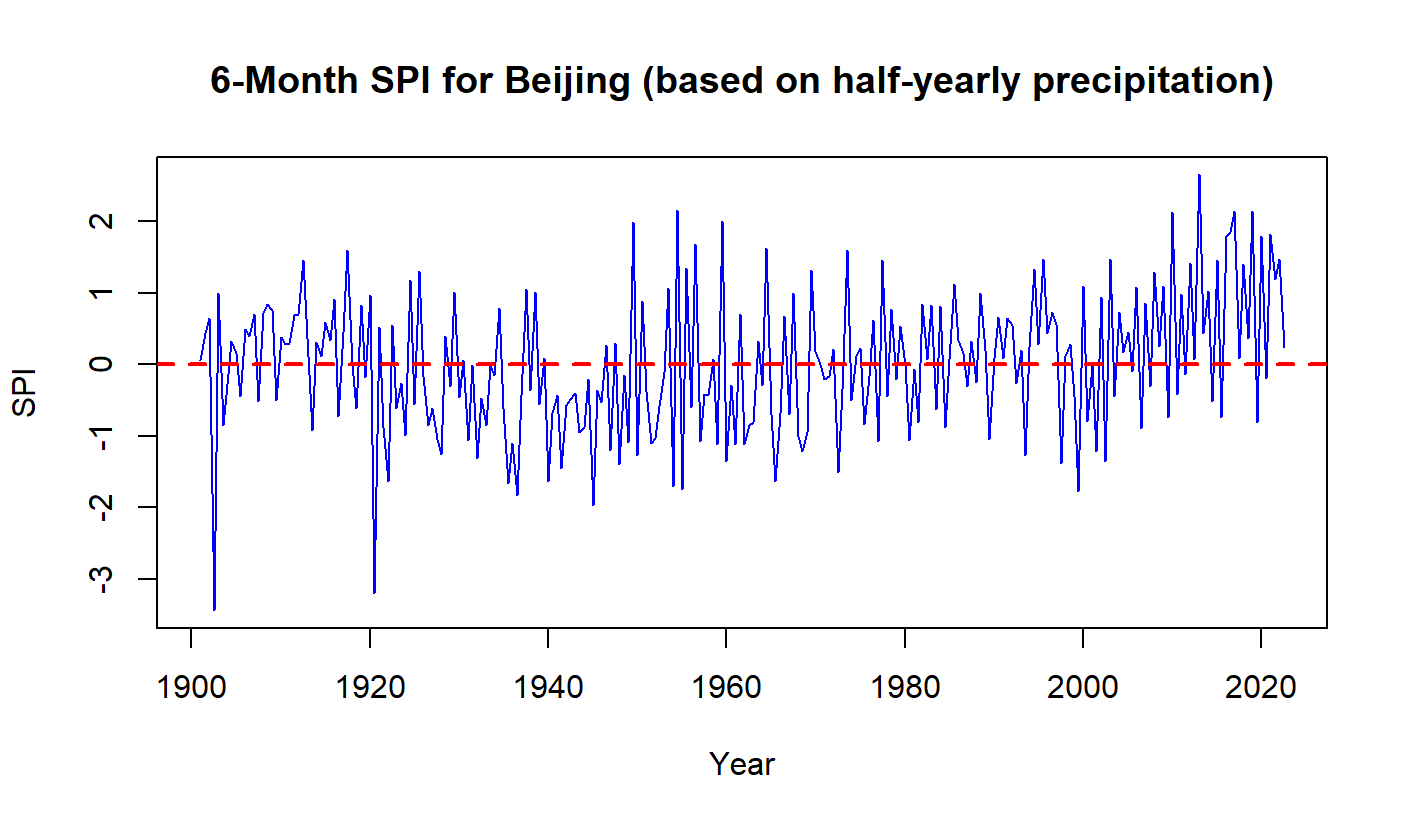 6-Month SPI for Beijing (based on half-yearly precipitation)
SPI
2
1
0
-1
-2
-3
1900 1920 1940 1960 1980 2000 2020
Year